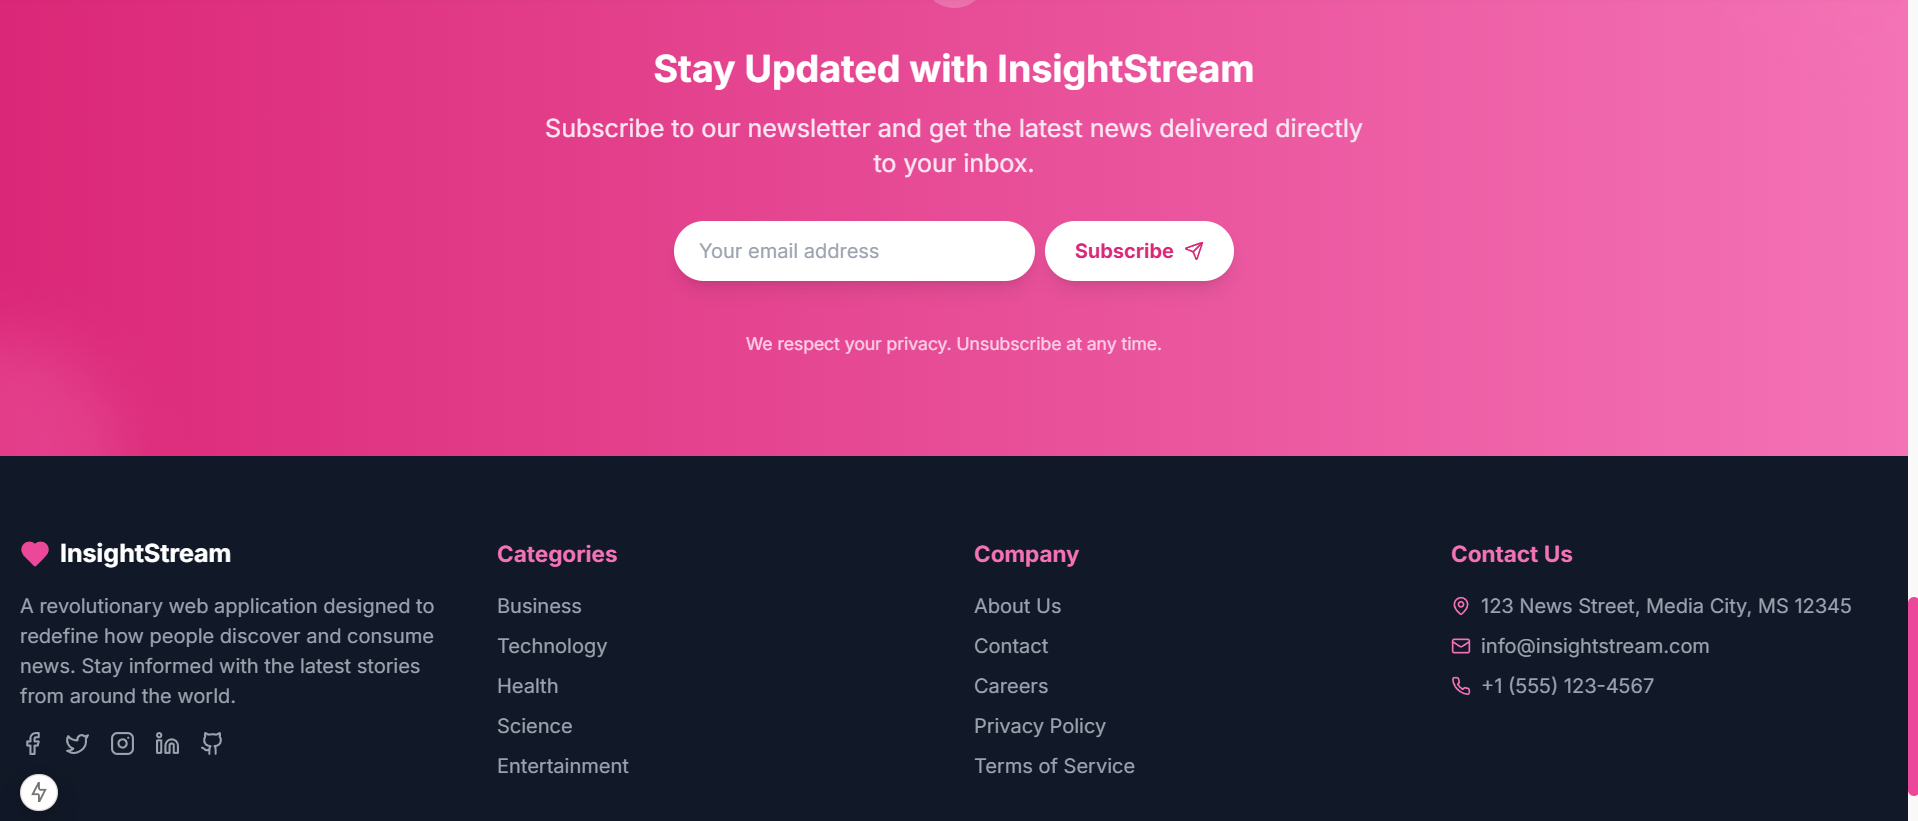 Stay Updated with InsightStream
Subscribe to our newsletter and get the latest news delivered directly
to your inbox.
Your email address
Subscribe
We respect your privacy. Unsubscribe at any time.
InsightStream
A revolutionary web application designed to
redefine how people discover and consume
news. Stay informed with the latest stories
from around the world.
Categories
Business
Technology
Health
Science
Entertainment
Company
About Us
Contact
Careers
Privacy Policy
Terms of Service
Contact Us
123 News Street, Media City, MS 12345
info@insightstream.com
+1 (555) 123-4567